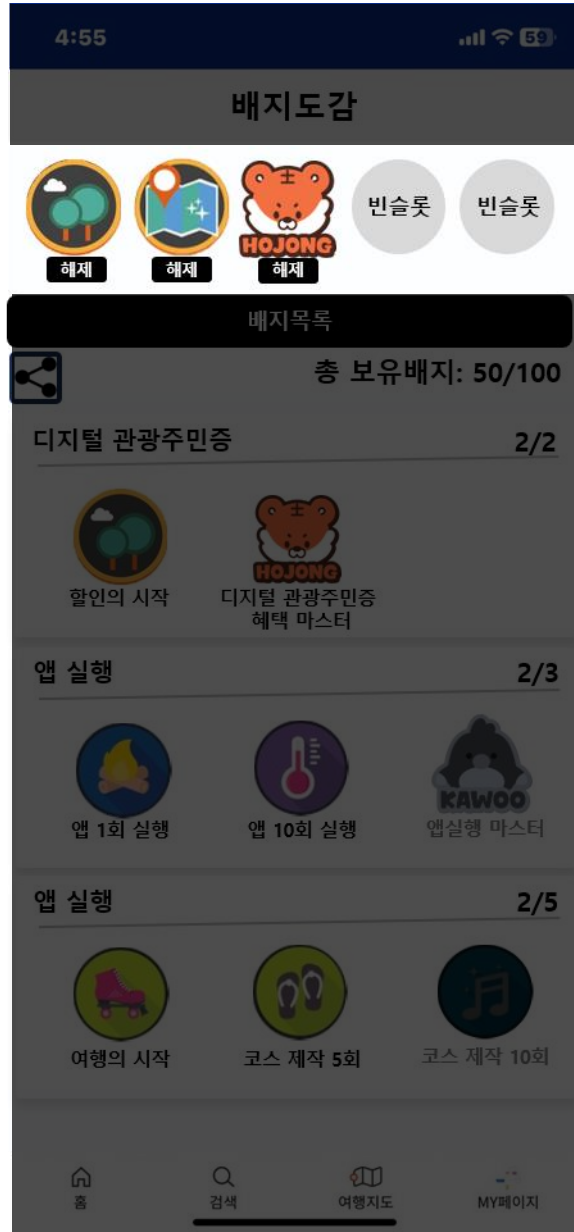 4:55
59
배지도감
HOJONG
빈슬롯
빈슬롯
해제
해제
해제
배지목록
총 보유배지: 50/100
디지털 관광주민증
2/2
HOJONG
할인의 시작
디지털 관광주민증
혜택 마스터
앱 실행
2/3
KAWOO
앱 1회 실행
앱 10회 실행
앱실행 마스터
앱 실행
2/5
여행의 시작
코스 제작 5회
코스 제작 10회
홈
검색
여행지도
MY페이지